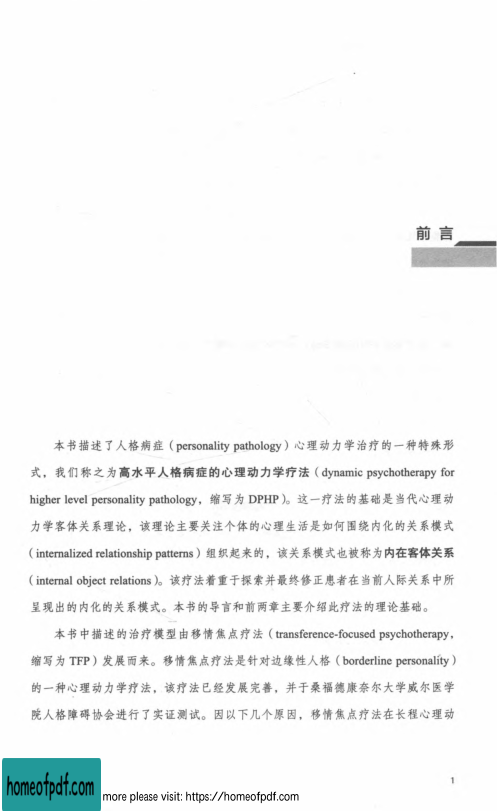 前言
本书描述了人格病症（personality pathology）心理动力学治疗的一种特殊形
式，我们称之为高水平人格病症的心理动力学疗法（dynamic psychotherapy for
higher level personality pathology，缩写为 DPHP）。这一疗法的基础是当代心理动
力学客体关系理论，该理论主要关注个体的心理生活是如何围绕内化的关系模式
（internalized relationship patterns）组织起来的，该关系模式也被称为内在客体关系
（internal object relations）。该疗法着重于探索并最终修正患者在当前人际关系中所
呈现出的内化的关系模式。本书的导言和前两章主要介绍此疗法的理论基础。
本书中描述的治疗模型由移情焦点疗法（transference-focused psychotherapy，
缩写为 TFP）发展而来。移情焦点疗法是针对边缘性人格（borderline personality）
的一种心理动力学疗法，该疗法已经发展完善，并于桑福德康奈尔大学威尔医学
院人格障碍协会进行了实证测试。因以下几个原因，移情焦点疗法在长程心理动
1
homeofpdf.com
more please visit: https://homeofpdf.com